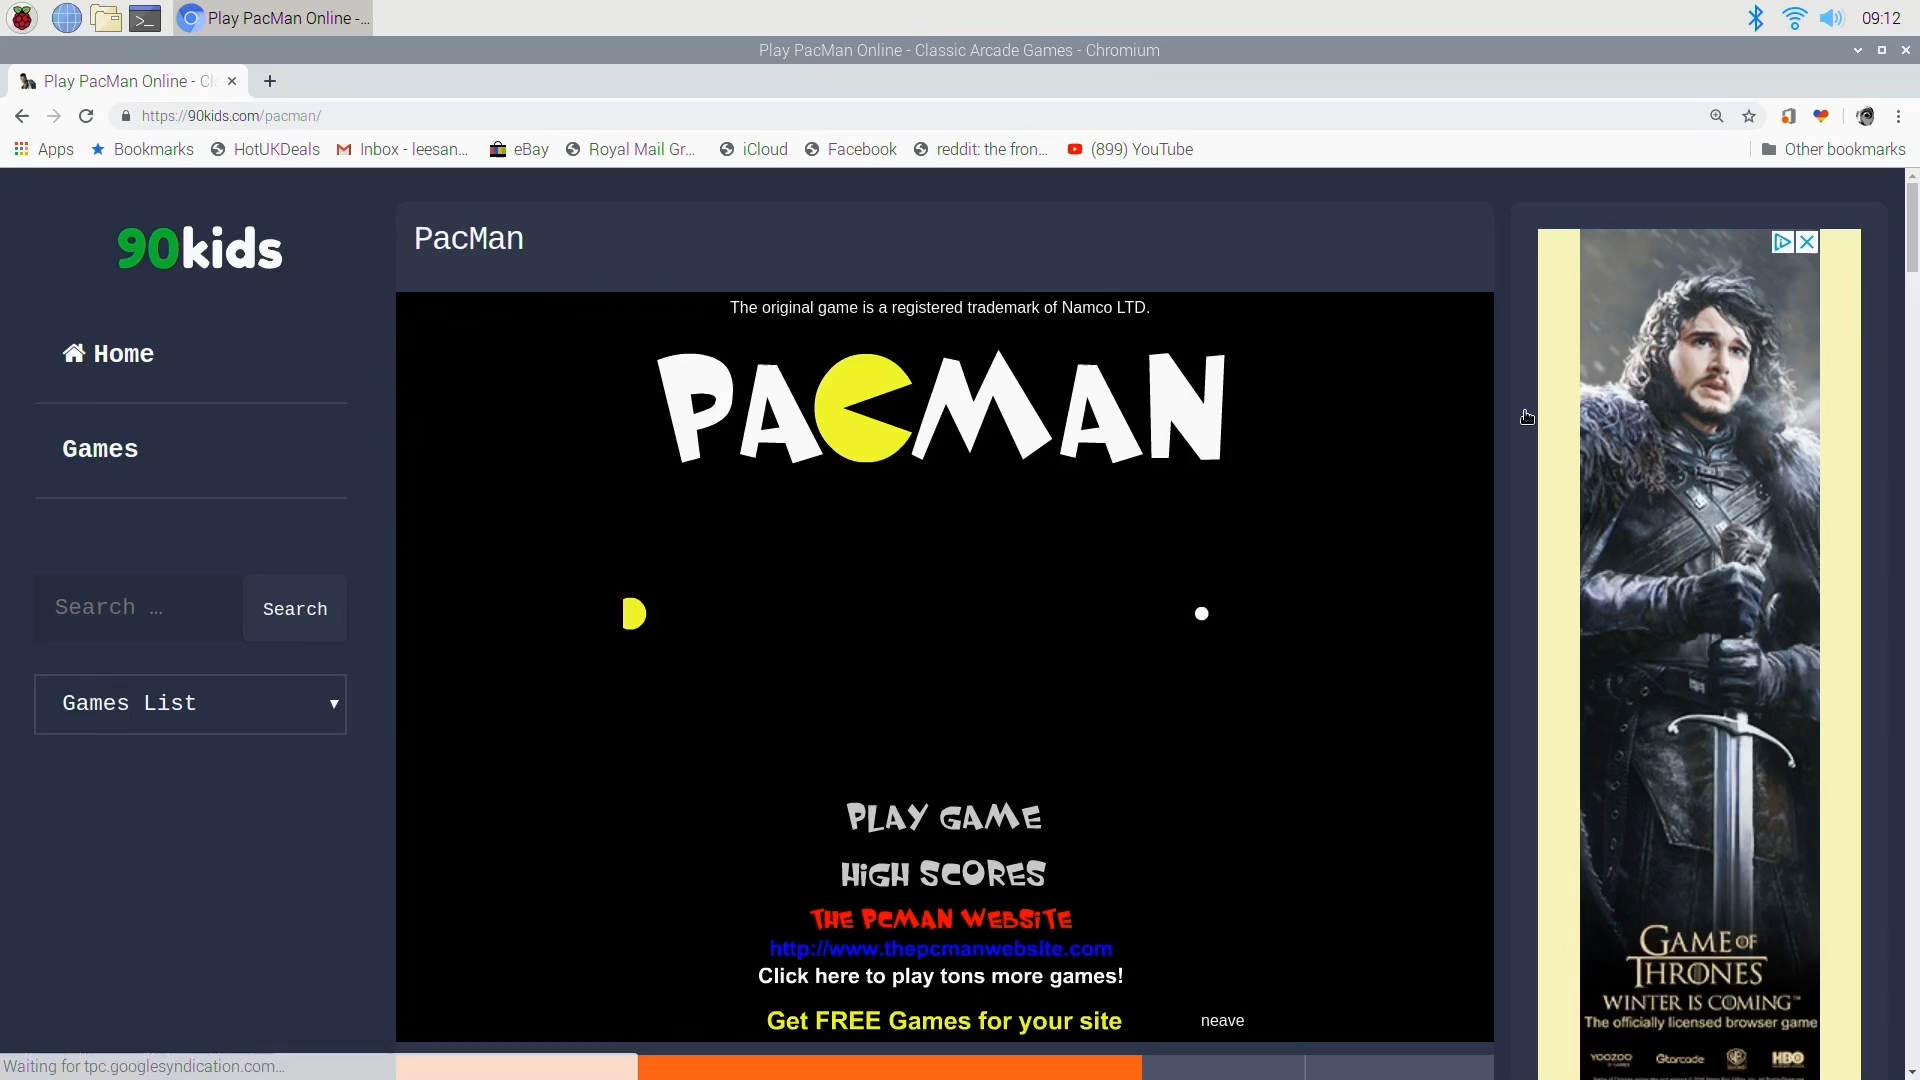 Play PacMan Online -...
09:12
Play PacMan Online - Classic Arcade Games - Chromium
Play PacMan Online - Cl
https://90kids.com/pacman/
Apps
Bookmarks
HotUKDeals
Inbox - leesan...
eBay
Royal Mail Gr...
iCloud
Facebook
reddit: the fron...
(899) YouTube
Other bookmarks
90kids
Home
Games
Search …
Search
Games List
PacMan
The original game is a registered trademark of Namco LTD.
PACMAN
PLAY GAME
HIGH SCORES
THE PCMAN WEBSITE
http://www.thepcmanwebsite.com
Click here to play tons more games!
Get FREE Games for your site
neave
GAME OF
THRONES
WINTER IS COMING™
The officially licensed browser game
YOOZOO
Gtarcade
HBO
Waiting for tpc.googlesyndication.com...